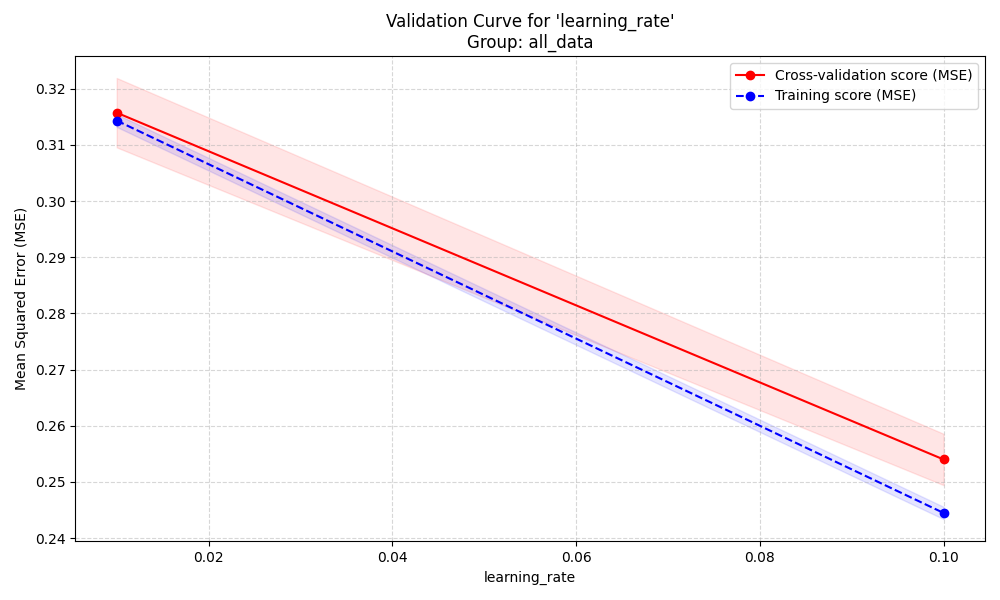 Validation Curve for 'learning_rate'
Group: all_data
Cross-validation score (MSE)
Training score (MSE)
Mean Squared Error (MSE)
0.32
0.31
0.30
0.29
0.28
0.27
0.26
0.25
0.24
0.02 0.04 0.06 0.08 0.10
learning_rate